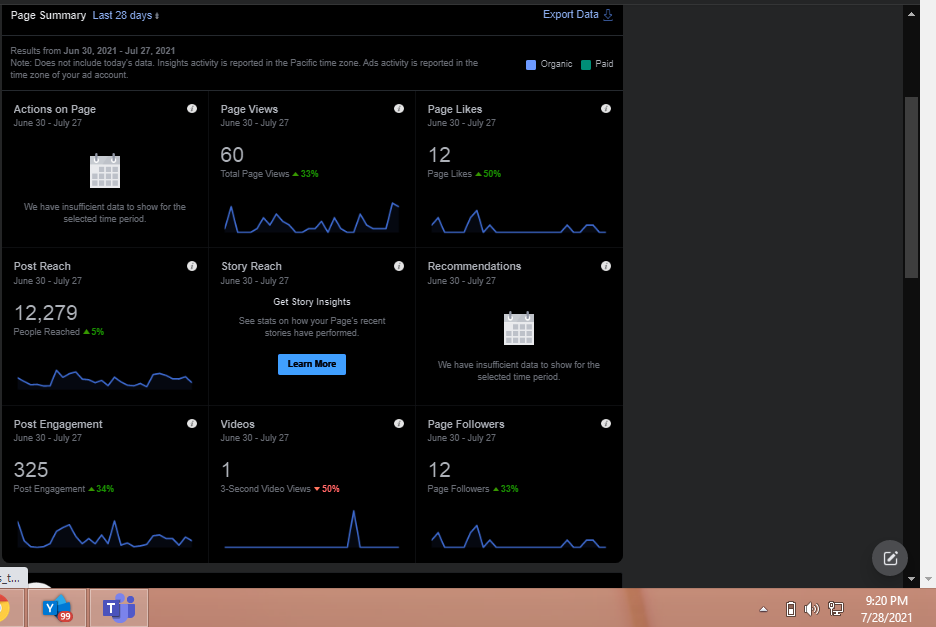 Page Summary Last 28 days
Export Data
Results from Jun 30, 2021 - Jul 27, 2021
Note: Does not include today's data. Insights activity is reported in the Pacific time zone. Ads activity is reported in the
time zone of your ad account.
Organic Paid
Actions on Page
June 30 - July 27
We have insufficient data to show for the
selected time period.
Page Views
June 30 - July 27
60
Total Page Views ▲33%
Page Likes
June 30 - July 27
12
Page Likes ▲50%
Post Reach
June 30 - July 27
12,279
People Reached ▲5%
Story Reach
June 30 - July 27
Get Story Insights
See stats on how your Page's recent
stories have performed.
Learn More
Recommendations
June 30 - July 27
We have insufficient data to show for the
selected time period.
Post Engagement
June 30 - July 27
325
Post Engagement ▲34%
Videos
June 30 - July 27
1
3-Second Video Views ▼50%
Page Followers
June 30 - July 27
12
Page Followers ▲33%
s_t...
Y 99
T
9:20 PM
7/28/2021